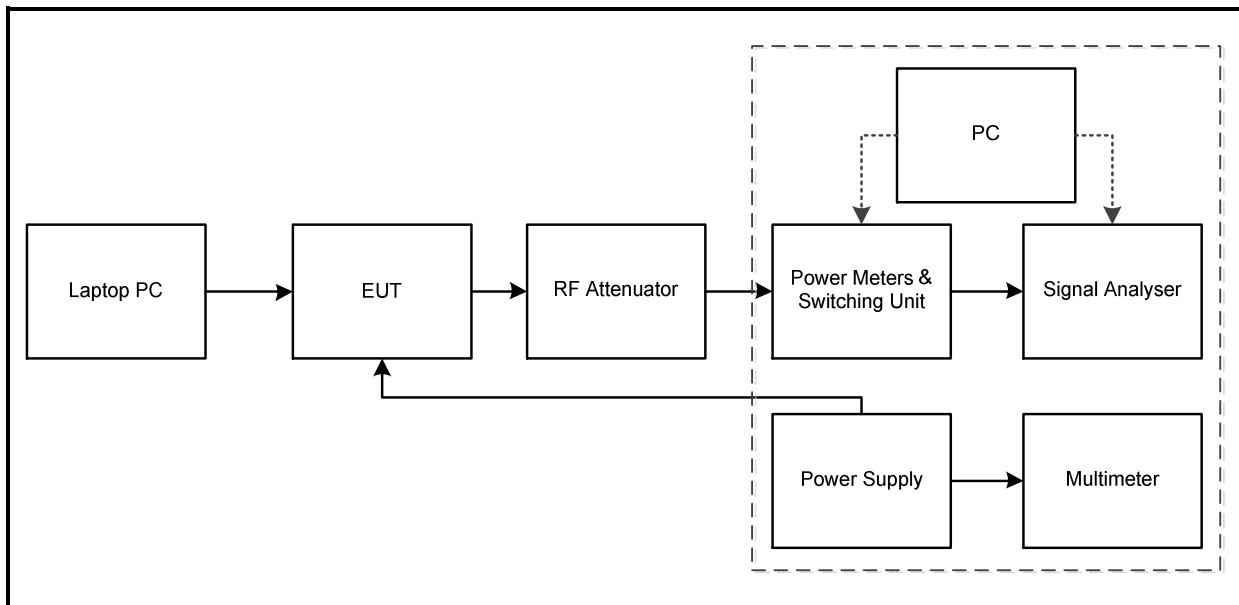 PC
Laptop PC
EUT
RF Attenuator
Power Meters &
Switching Unit
Signal Analyser
Power Supply
Multimeter